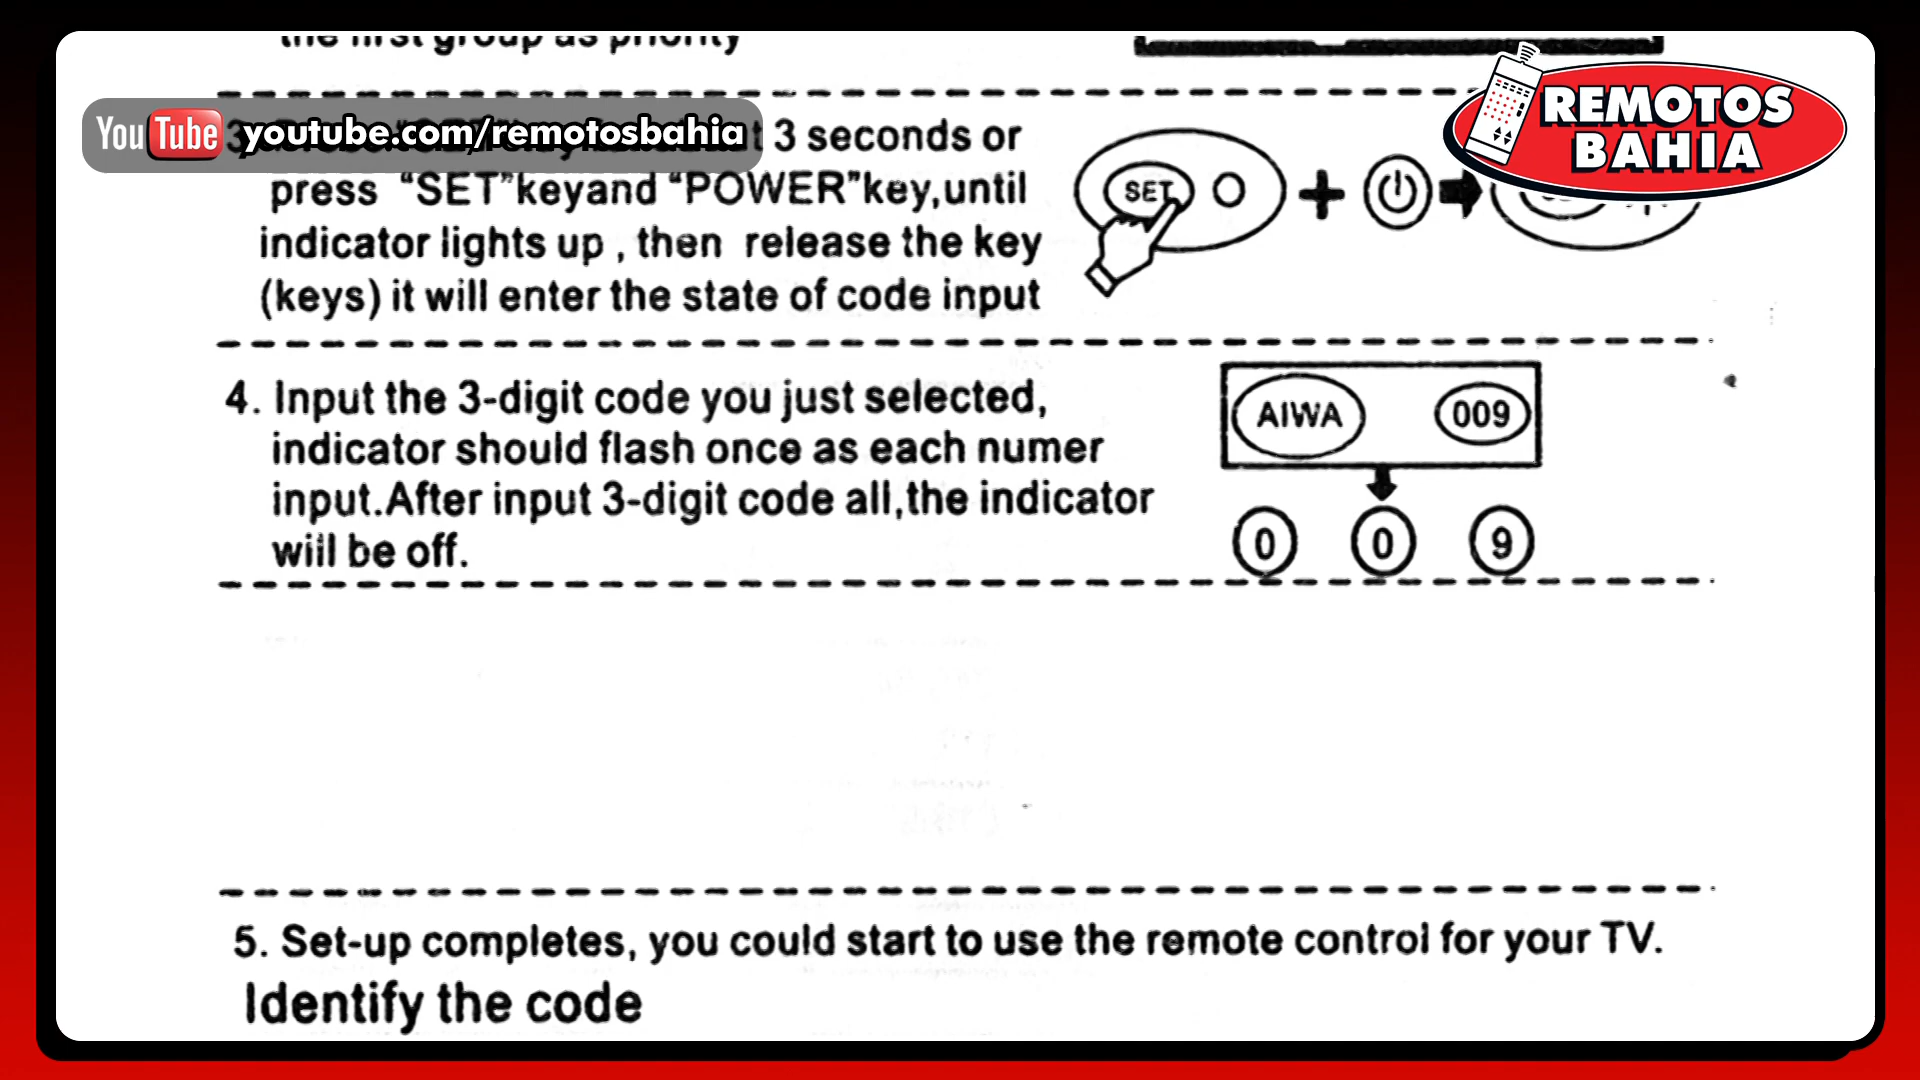 the first group as priority
REMOTOS
BAHIA
YouTube youtube.com/remotosbahia
3 seconds or
press "SET"keyand "POWER"key,until
indicator lights up , then release the key
(keys) it will enter the state of code input
SET
4. Input the 3-digit code you just selected,
indicator should flash once as each numer
input.After input 3-digit code all,the indicator
will be off.
AIWA 009
0 0 9
5. Set-up completes, you could start to use the remote control for your TV.
Identify the code